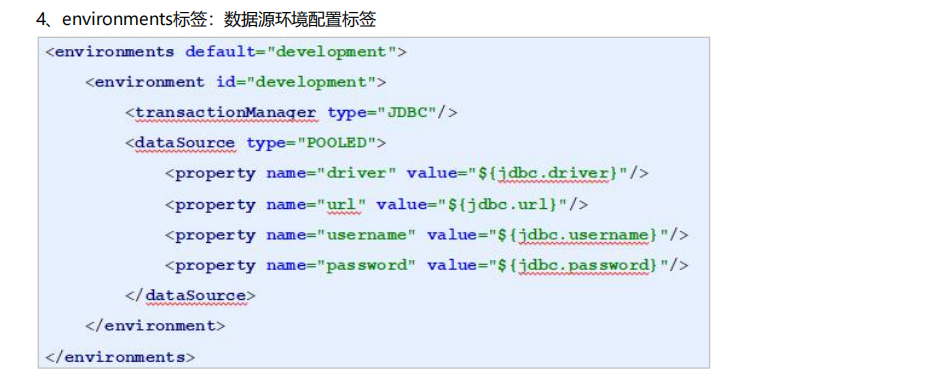 4、environments标签：数据源环境配置标签
<environments default="development">
<environment id="development">
<transactionManager type="JDBC"/>
<dataSource type="POOLED">
<property name="driver" value="${jdbc.driver}"/>
<property name="url" value="${jdbc.url}"/>
<property name="username" value="${jdbc.username}"/>
<property name="password" value="${jdbc.password}"/>
</dataSource>
</environment>
</environments>